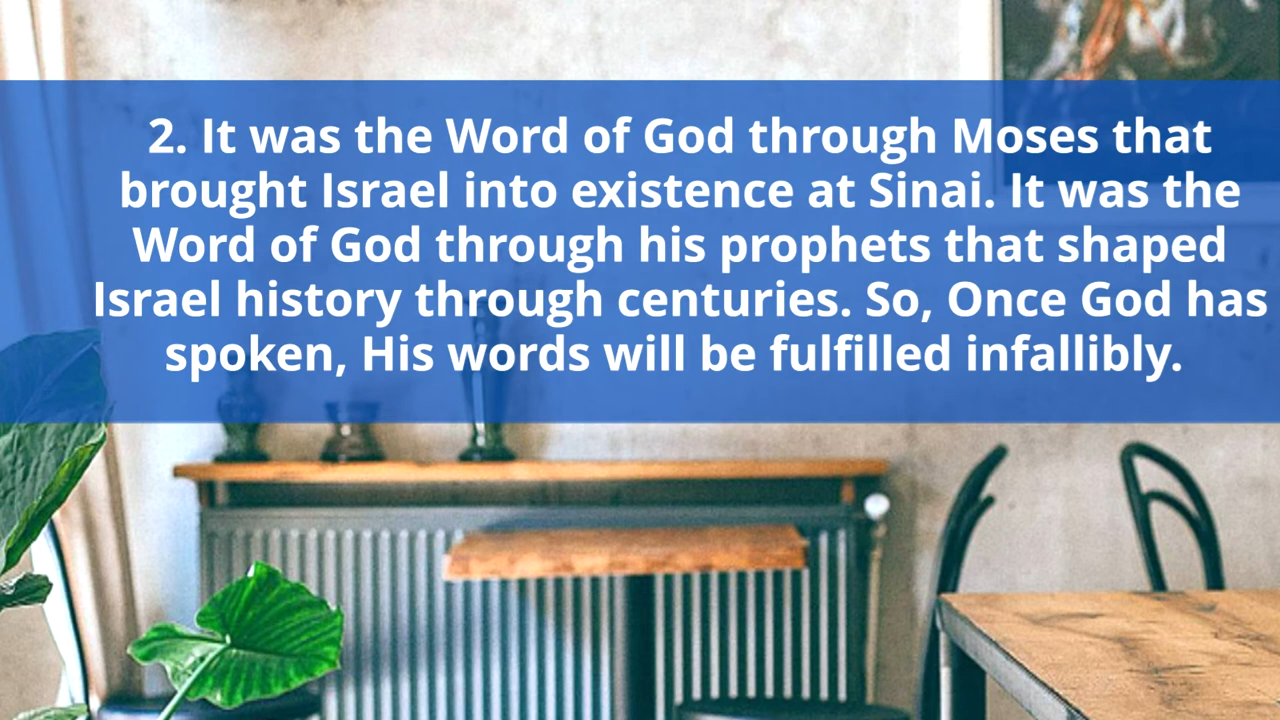 2. It was the Word of God through Moses that
brought Israel into existence at Sinai. It was the
Word of God through his prophets that shaped
Israel history through centuries. So, Once God has
spoken, His words will be fulfilled infallibly.